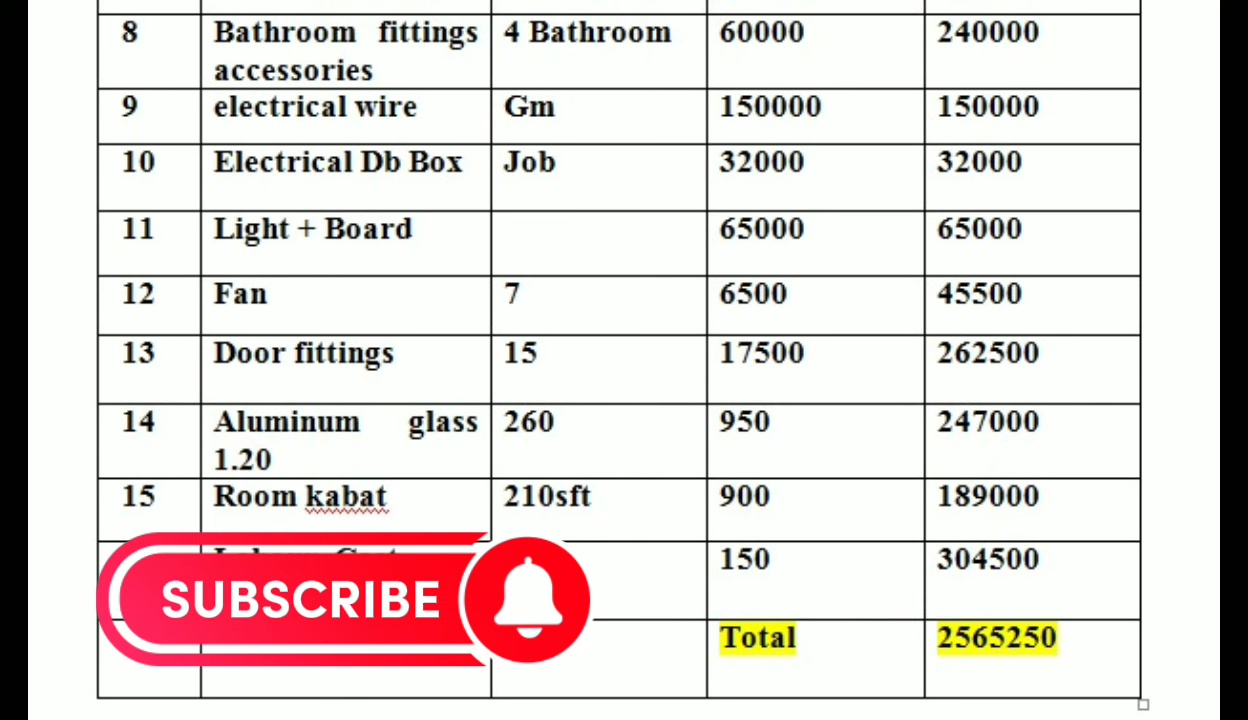 8 Bathroom fittings accessories 4 Bathroom 60000 240000
9 electrical wire Gm 150000 150000
10 Electrical Db Box Job 32000 32000
11 Light + Board 65000 65000
12 Fan 7 6500 45500
13 Door fittings 15 17500 262500
14 Aluminum glass 1.20 260 950 247000
15 Room kabat 210sft 900 189000
150 304500
SUBSCRIBE
Total 2565250